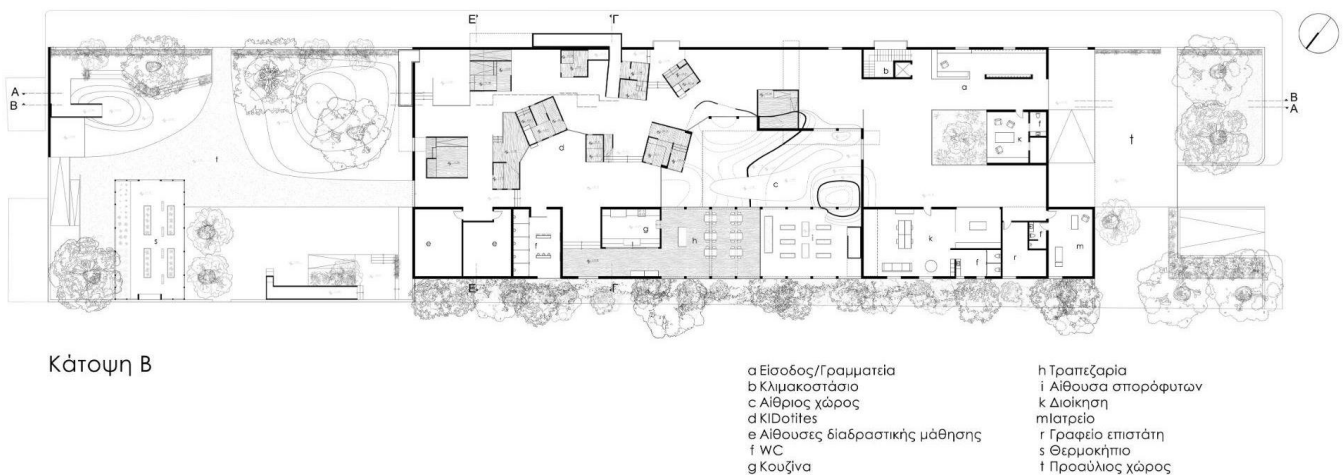 E' 'Γ
A B
B A
b
a
κ f
t
d
t
c
s
e e f g h i k f f r m
E Γ
Κάτοψη Β
a Είσοδος/Γραμματεία
b Κλιμακοστάσιο
c Αίθριος χώρος
d KIDotites
e Αίθουσες διαδραστικής μάθησης
f WC
g Κουζίνα
h Τραπεζαρία
i Αίθουσα σπορόφυτων
k Διοίκηση
m Ιατρείο
r Γραφείο επιστάτη
s Θερμοκήπιο
t Προαύλιος χώρος